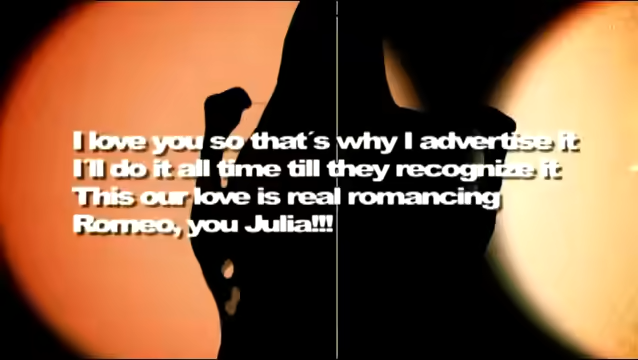 I love you so that´s why I advertise it
I´ll do it all time till they recognize it
This our love is real romancing
Romeo, you Julia!!!